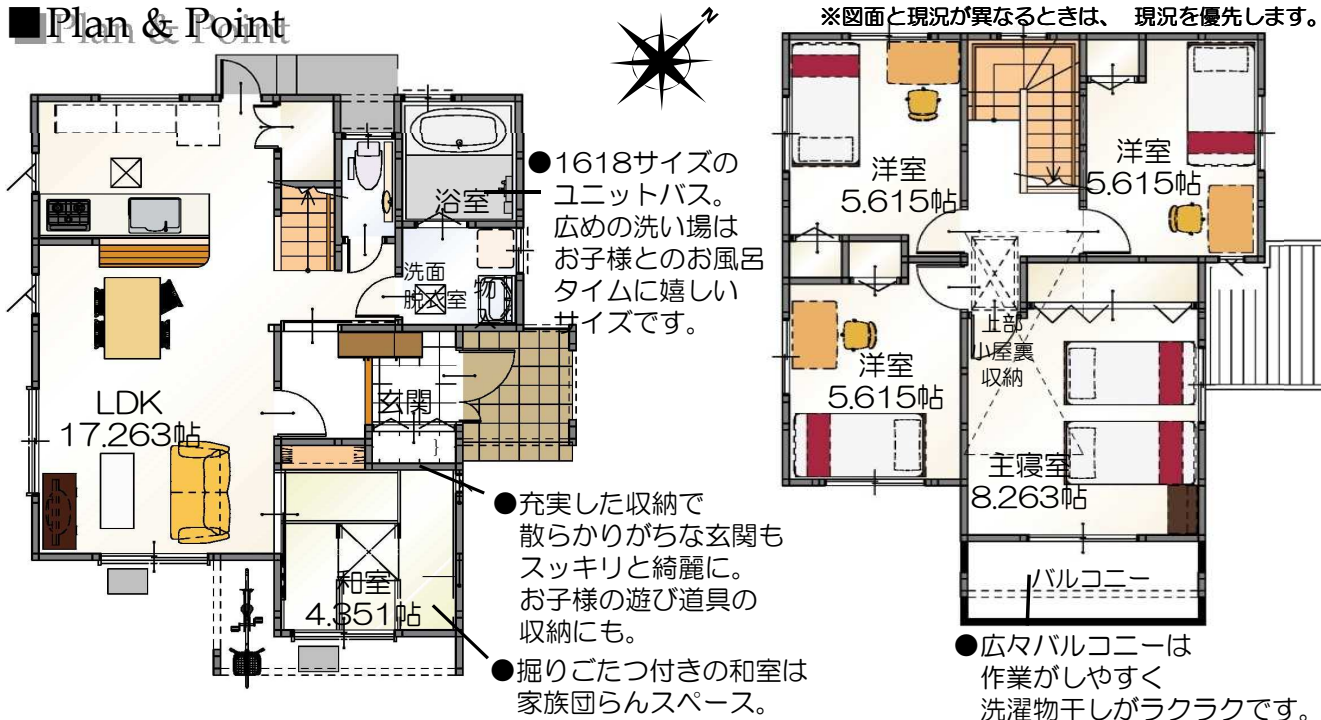 ■Plan & Point
※図面と現況が異なるときは、 現況を優先します。
N
浴室
洗面
脱衣室
物
●1618サイズの
ユニットバス。
広めの洗い場は
お子様とのお風呂
タイムに嬉しい
サイズです。
LDK
17.263帖
玄関
和室
4.351帖
●充実した収納で
散らかりがちな玄関も
スッキリと綺麗に。
お子様の遊び道具の
収納にも。
●掘りごたつ付きの和室は
家族団らんスペース。
洋室
5.615帖
洋室
5.615帖
洋室
5.615帖
上部
小屋裏
収納
主寝室
8.263帖
バルコニー
●広々バルコニーは
作業がしやすく
洗濯物干しがラクラクです。